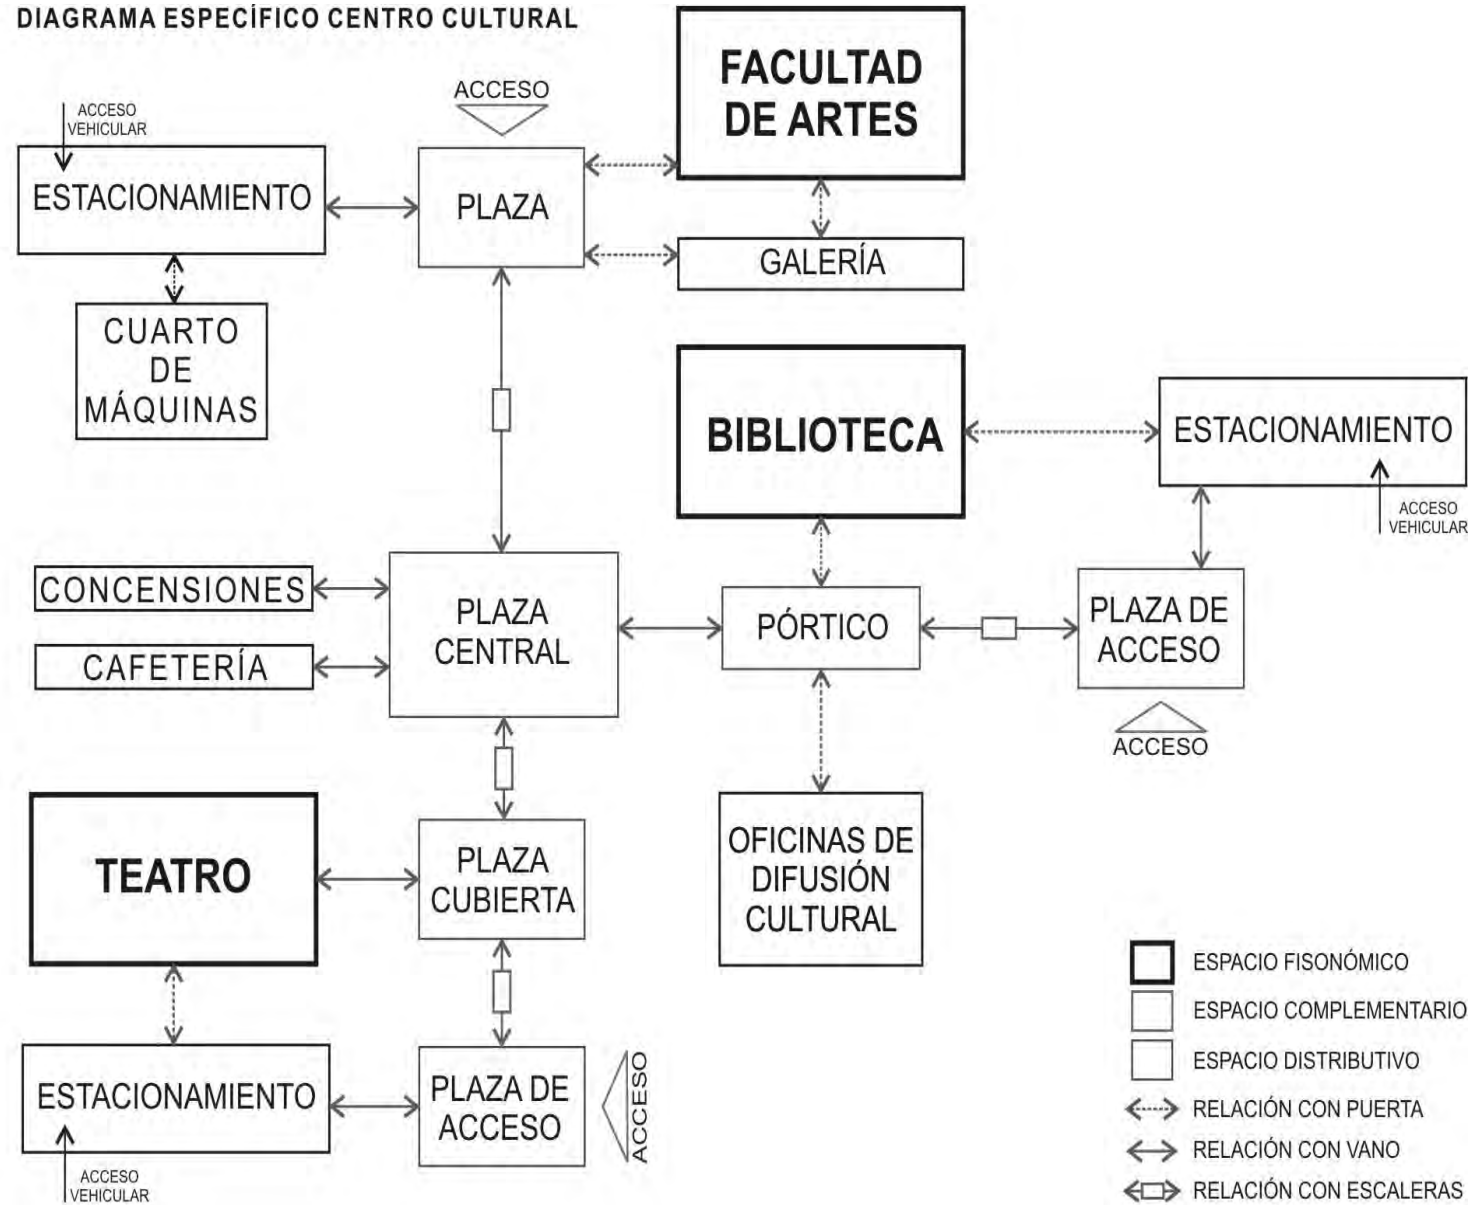 DIAGRAMA ESPECÍFICO CENTRO CULTURAL
FACULTAD
DE ARTES
ACCESO
ACCESO
VEHICULAR
ESTACIONAMIENTO
PLAZA
GALERÍA
CUARTO
DE
MÁQUINAS
BIBLIOTECA
ESTACIONAMIENTO
ACCESO
VEHICULAR
CONCENSIONES
CAFETERÍA
PLAZA
CENTRAL
PÓRTICO
PLAZA DE
ACCESO
ACCESO
TEATRO
PLAZA
CUBIERTA
OFICINAS DE
DIFUSIÓN
CULTURAL
ESTACIONAMIENTO
ACCESO
VEHICULAR
PLAZA DE
ACCESO
ACCESO
ESPACIO FISONÓMICO
ESPACIO COMPLEMENTARIO
ESPACIO DISTRIBUTIVO
RELACIÓN CON PUERTA
RELACIÓN CON VANO
RELACIÓN CON ESCALERAS